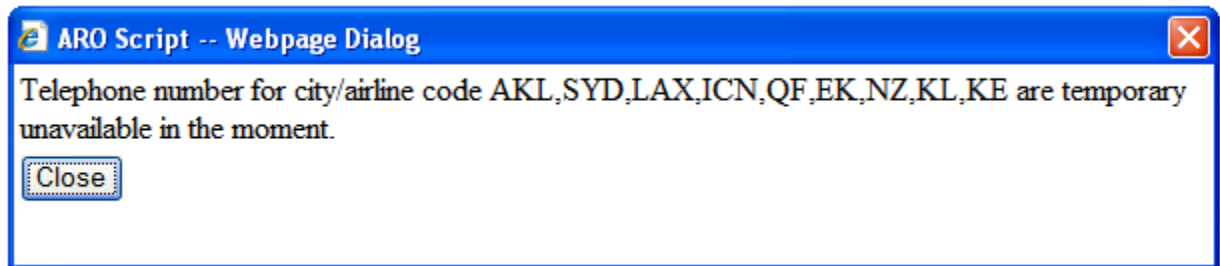 ARO Script -- Webpage Dialog
Telephone number for city/airline code AKL,SYD,LAX,ICN,QF,EK,NZ,KL,KE are temporary
unavailable in the moment.
Close